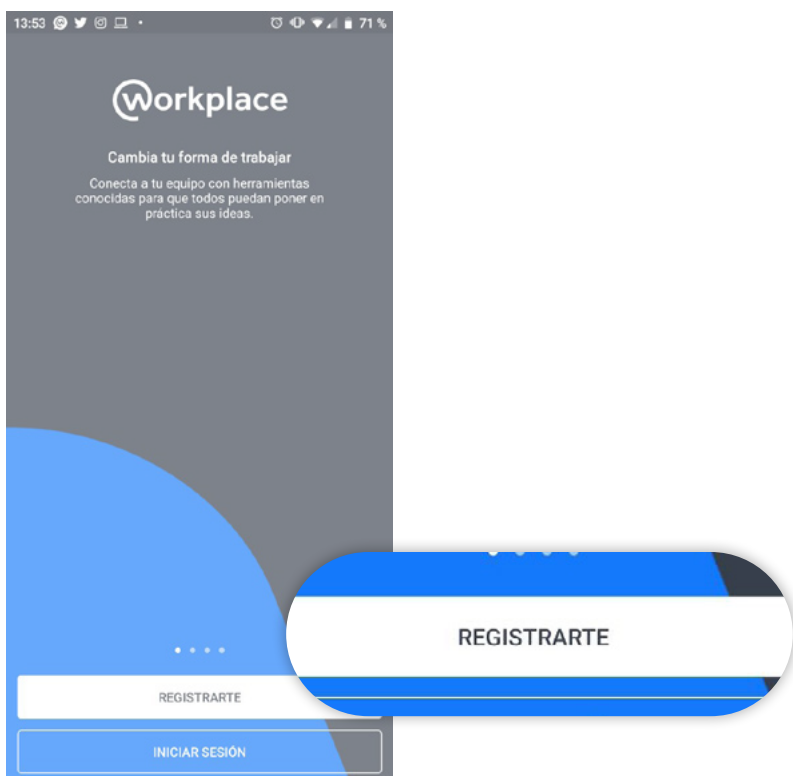 13:53
71 %
Workplace
Cambia tu forma de trabajar
Conecta a tu equipo con herramientas
conocidas para que todos puedan poner en
práctica sus ideas.
REGISTRARTE
REGISTRARTE
INICIAR SESIÓN